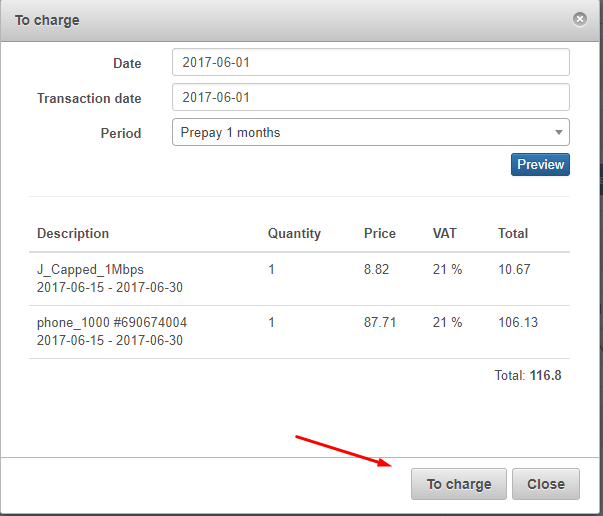 To charge
Date 2017-06-01
Transaction date 2017-06-01
Period Prepay 1 months
Preview
Description Quantity Price VAT Total
J_Capped_1Mbps 1 8.82 21 % 10.67
2017-06-15 - 2017-06-30
phone_1000 #690674004 1 87.71 21 % 106.13
2017-06-15 - 2017-06-30
Total: 116.8
To charge Close